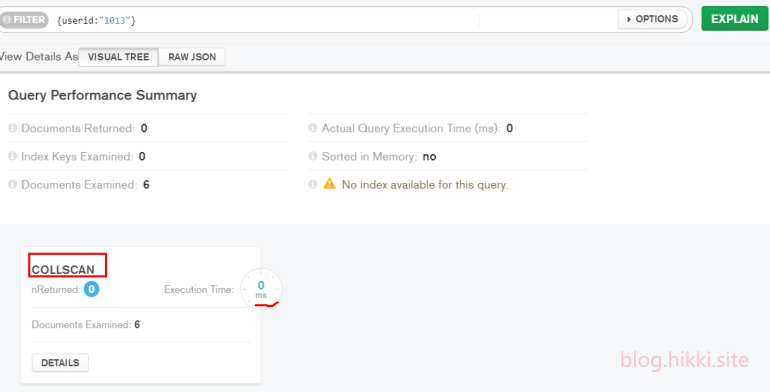 FILTER {userid:"1013"} OPTIONS EXPLAIN
View Details As VISUAL TREE RAW JSON
Query Performance Summary
Documents Returned: 0 Actual Query Execution Time (ms): 0
Index Keys Examined: 0 Sorted in Memory: no
Documents Examined: 6 No index available for this query.
COLLSCAN
nReturned: 0 Execution Time: 0 ms
Documents Examined: 6
DETAILS
blog.hikki.site